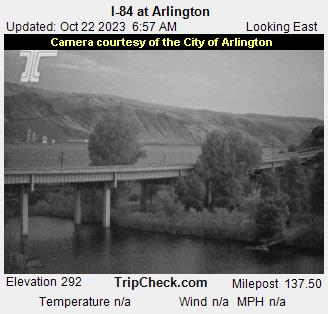 I-84 at Arlington
Updated: Oct 22 2023 6:57 AM Looking East
Camera courtesy of the City of Arlington
Elevation 292 TripCheck.com Milepost 137.50
Temperature n/a Wind n/a MPH n/a